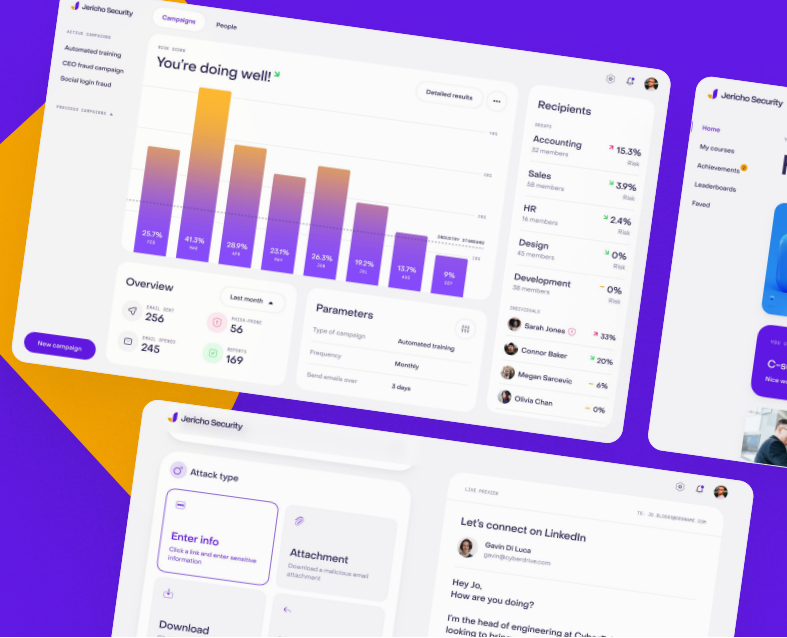 Jericho Security
Campaigns
People
ACTIVE CAMPAIGNS
Automated training
CEO fraud campaign
Social login fraud
PREVIOUS CAMPAIGNS
New campaign
RISK SCORE
You're doing well!
Detailed results
INDUSTRY STANDARD
25.7%
FEB
41.3%
MAR
28.9%
APR
23.1%
MAY
26.3%
JUN
19.2%
JUL
13.7%
AUG
9%
SEP
Overview
Last month
EMAIL SENT
256
PHISH-PRONE
56
EMAIL OPENED
245
REPORTS
169
Parameters
Type of campaign
Automated training
Frequency
Monthly
Send emails over
3 days
Recipients
GROUPS
Accounting
32 members
15.3%
Risk
Sales
58 members
3.9%
Risk
HR
16 members
2.4%
Risk
Design
45 members
0%
Risk
Development
38 members
0%
Risk
INDIVIDUALS
Sarah Jones
33%
Connor Baker
20%
Megan Sarcevic
6%
Olivia Chan
0%
Jericho Security
Home
My courses
Achievements
Leaderboards
Faved
Nice w
Jericho Security
Attack type
Enter info
Click a link and enter sensitive
information
Attachment
Download a malicious email
attachment
Download
LIVE PREVIEW
Let's connect on LinkedIn
Gavin Di Luca
gavin@cyberdrive.com
Hey Jo,
How are you doing?
I'm the head of engineering at